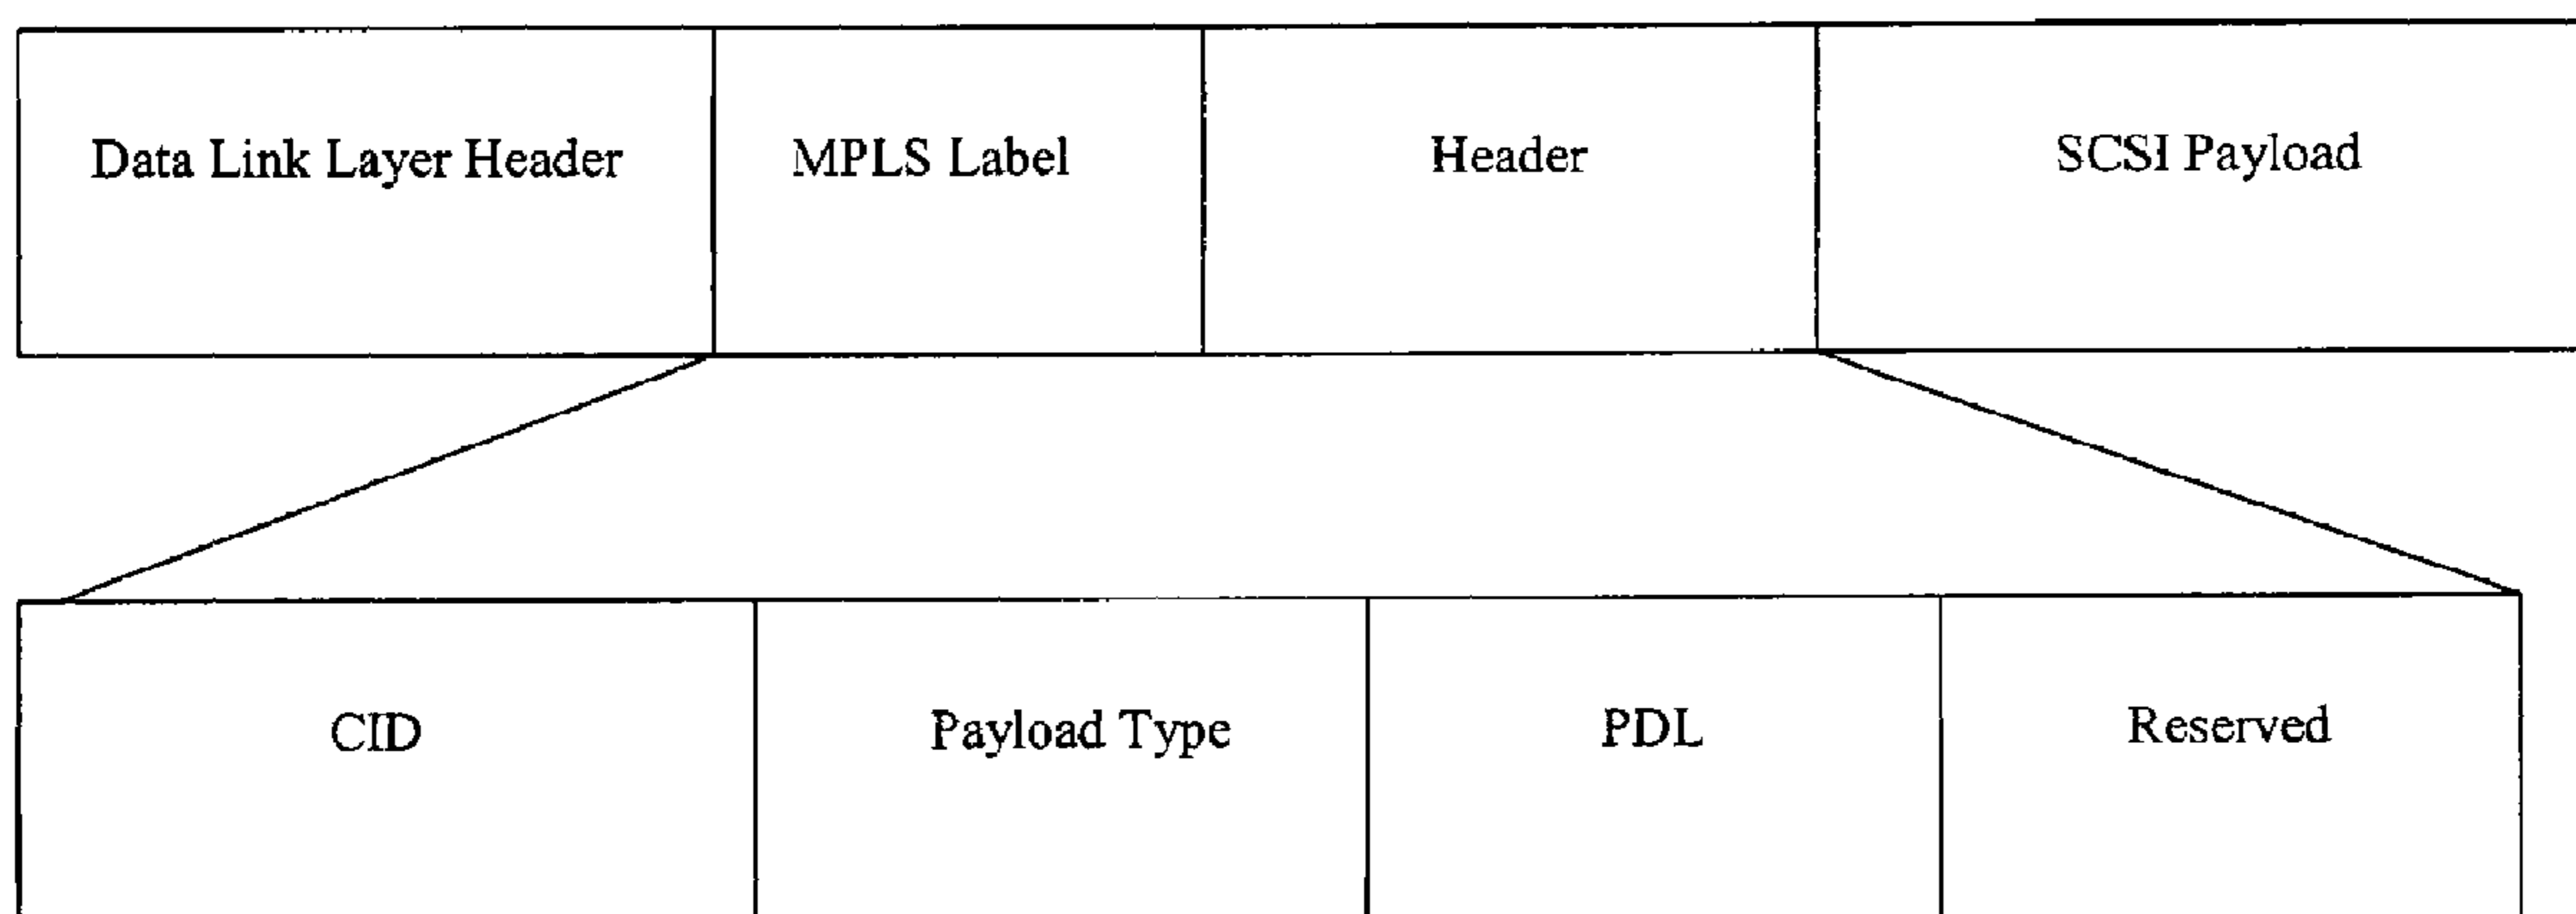 Data Link Layer Header
MPLS Label
Header
SCSI Payload
CID
Payload Type
PDL
Reserved